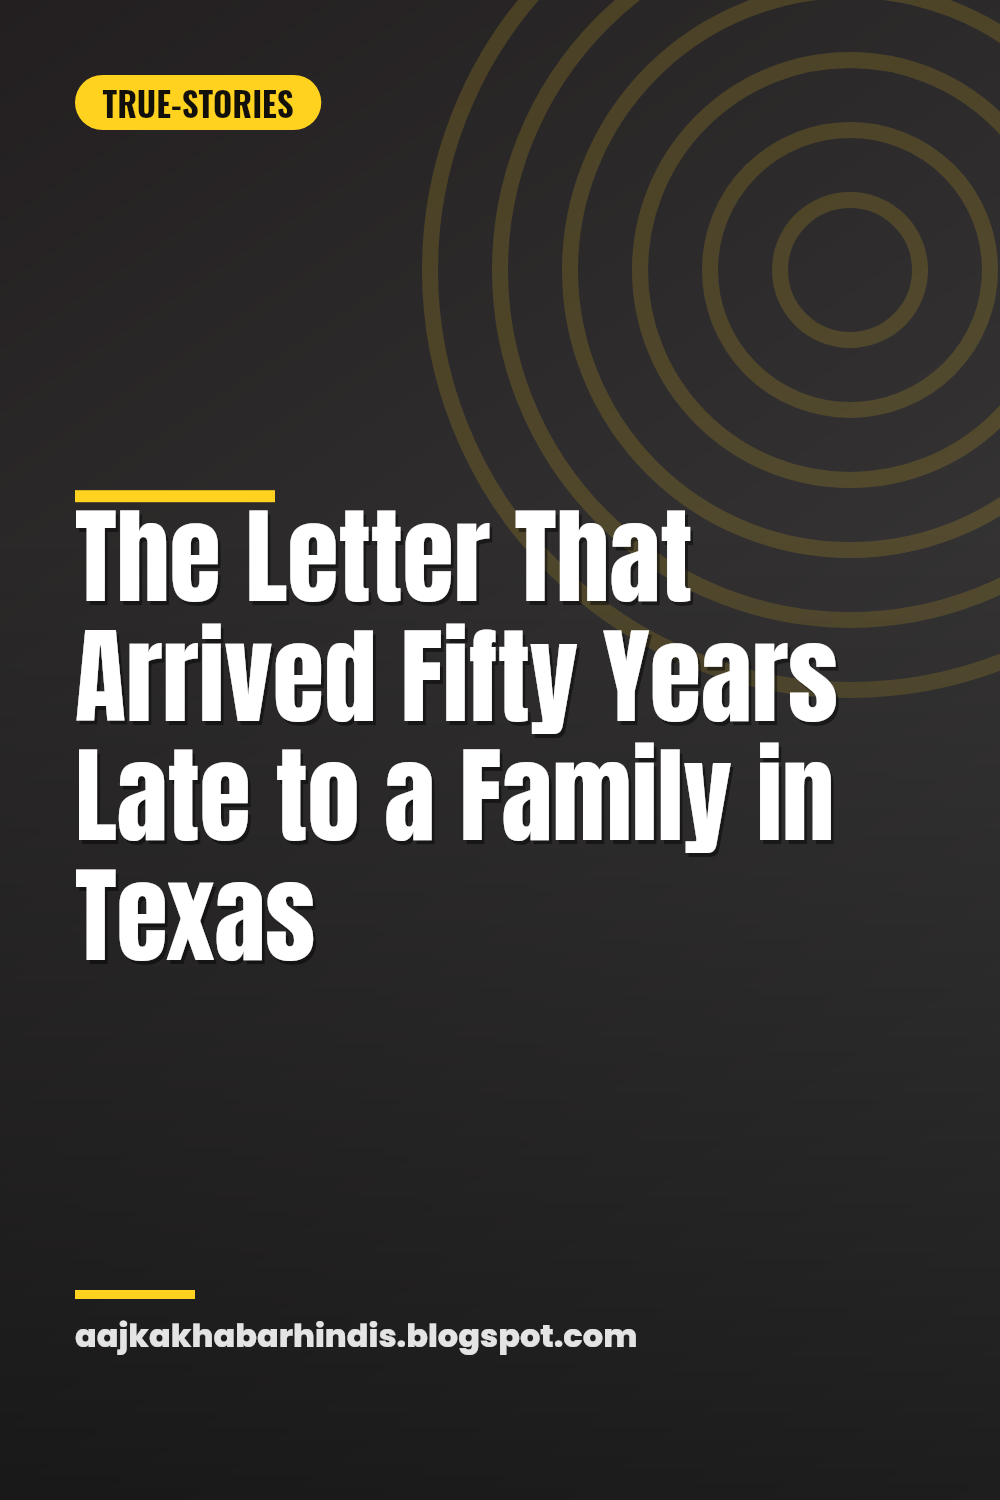 TRUE-STORIES
The Letter That
Arrived Fifty Years
Late to a Family in
Texas
aajkakhabarhindis.blogspot.com